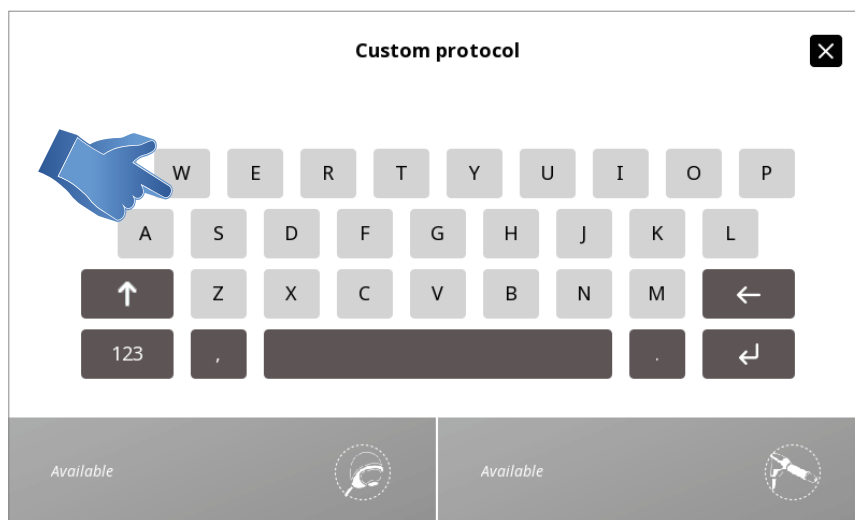 Custom protocol
W E R T Y U I O P
A S D F G H J K L
Z X C V B N M
123 , .
Available Available